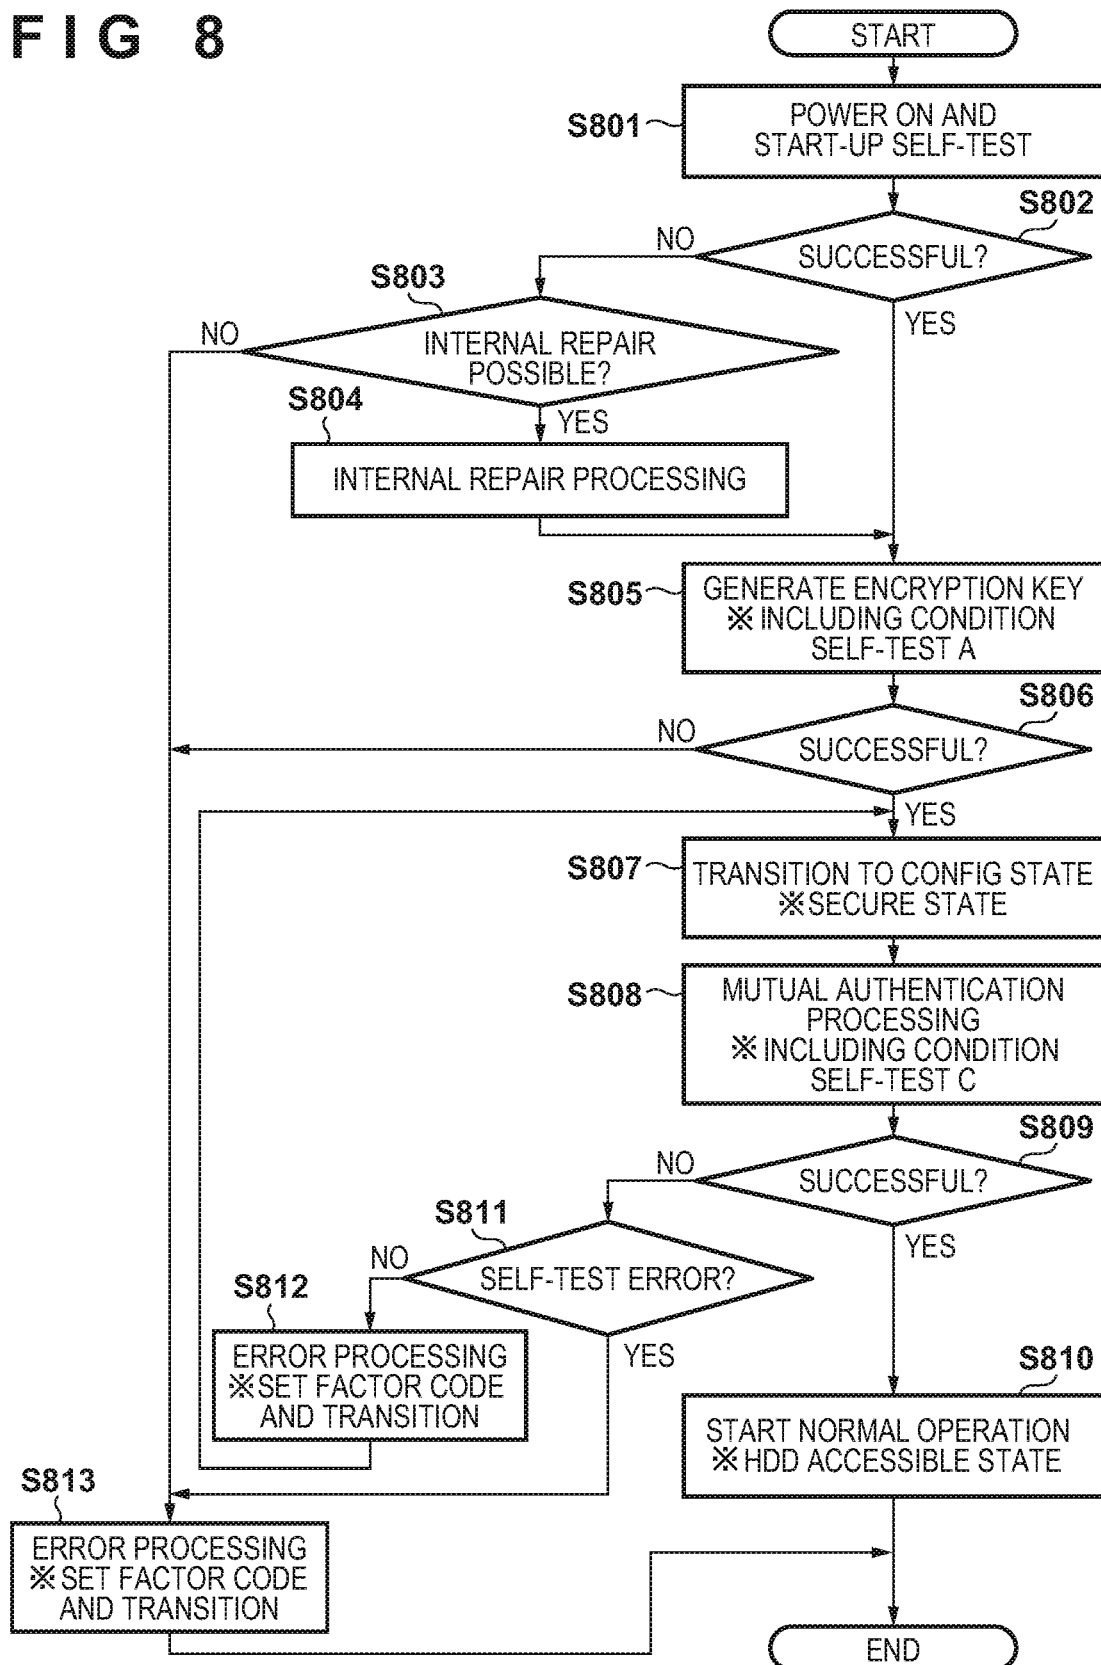 FIG 8
START
S801
POWER ON AND
START-UP SELF-TEST
S802
SUCCESSFUL?
NO
YES
S803
INTERNAL REPAIR
POSSIBLE?
NO
YES
S804
INTERNAL REPAIR PROCESSING
S805
GENERATE ENCRYPTION KEY
※ INCLUDING CONDITION
SELF-TEST A
S806
SUCCESSFUL?
NO
YES
S807
TRANSITION TO CONFIG STATE
※ SECURE STATE
S808
MUTUAL AUTHENTICATION
PROCESSING
※ INCLUDING CONDITION
SELF-TEST C
S809
SUCCESSFUL?
NO
YES
S811
SELF-TEST ERROR?
NO
YES
S812
ERROR PROCESSING
※ SET FACTOR CODE
AND TRANSITION
S810
START NORMAL OPERATION
※ HDD ACCESSIBLE STATE
S813
ERROR PROCESSING
※ SET FACTOR CODE
AND TRANSITION
END